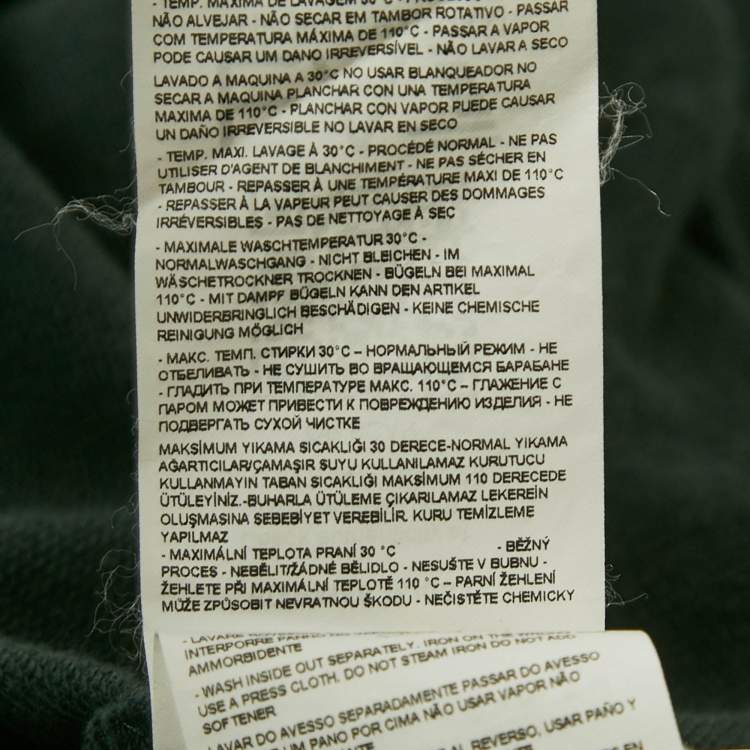 - TEMP. MÁXIMA DE LAVAGEM 30°C -
NÃO ALVEJAR - NÃO SECAR EM TAMBOR ROTATIVO - PASSAR
COM TEMPERATURA MÁXIMA DE 110°C - PASSAR A VAPOR
PODE CAUSAR UM DANO IRREVERSÍVEL - NÃO LAVAR A SECO
LAVADO A MAQUINA A 30°C NO USAR BLANQUEADOR NO
SECAR A MAQUINA PLANCHAR CON UNA TEMPERATURA
MAXIMA DE 110°C - PLANCHAR CON VAPOR PUEDE CAUSAR
UN DAÑO IRREVERSIBLE NO LAVAR EN SECO
- TEMP. MAXI. LAVAGE À 30°C - PROCÉDÉ NORMAL - NE PAS
UTILISER D'AGENT DE BLANCHIMENT - NE PAS SÉCHER EN
TAMBOUR - REPASSER À UNE TEMPÉRATURE MAXI DE 110°C
- REPASSER À LA VAPEUR PEUT CAUSER DES DOMMAGES
IRRÉVERSIBLES - PAS DE NETTOYAGE À SEC
- MAXIMALE WASCHTEMPERATUR 30°C -
NORMALWASCHGANG - NICHT BLEICHEN - IM
WÄSCHETROCKNER TROCKNEN - BÜGELN BEI MAXIMAL
110°C - MIT DAMPF BÜGELN KANN DEN ARTIKEL
UNWIDERBRINGLICH BESCHÄDIGEN - KEINE CHEMISCHE
REINIGUNG MÖGLICH
- МАКС. ТЕМП. СТИРКИ 30°C – НОРМАЛЬНЫЙ РЕЖИМ - НЕ
ОТБЕЛИВАТЬ - НЕ СУШИТЬ ВО ВРАЩАЮЩЕМСЯ БАРАБАНЕ
- ГЛАДИТЬ ПРИ ТЕМПЕРАТУРЕ МАКС. 110°C – ГЛАЖЕНИЕ С
ПАРОМ МОЖЕТ ПРИВЕСТИ К ПОВРЕЖДЕНИЮ ИЗДЕЛИЯ - НЕ
ПОДВЕРГАТЬ СУХОЙ ЧИСТКЕ
MAKSİMUM YIKAMA SICAKLIĞI 30 DERECE-NORMAL YIKAMA
AĞARTICILAR/ÇAMAŞIR SUYU KULLANILAMAZ KURUTUCU
KULLANMAYIN TABAN SICAKLIĞI MAKSİMUM 110 DERECEDE
ÜTÜLEYİNİZ.-BUHARLA ÜTÜLEME ÇIKARILAMAZ LEKEREIN
OLUŞMASINA SEBEBİYET VEREBİLİR. KURU TEMİZLEME
YAPILMAZ
- MAXIMÁLNÍ TEPLOTA PRANÍ 30 °C - BĚŽNÝ
PROCES - NEBĚLIT/ŽÁDNÉ BĚLIDLO - NESUŠTE V BUBNU -
ŽEHLETE PŘI MAXIMÁLNÍ TEPLOTĚ 110 °C – PARNÍ ŽEHLENÍ
MŮŽE ZPŮSOBIT NEVRATNOU ŠKODU - NEČISTĚTE CHEMICKY
- LAVARE
INTERPORRE PANNO
AMMORBIDENTE
- WASH INSIDE OUT SEPARATELY. IRON ON THE
USE A PRESS CLOTH. DO NOT STEAM IRON DO NOT ADD
SOFTENER
LAVAR DO AVESSO SEPARADAMENTE PASSAR DO AVESSO
UM PANO POR CIMA NÃO USAR VAPOR NÃO
AL REVERSO, USAR PAÑO Y